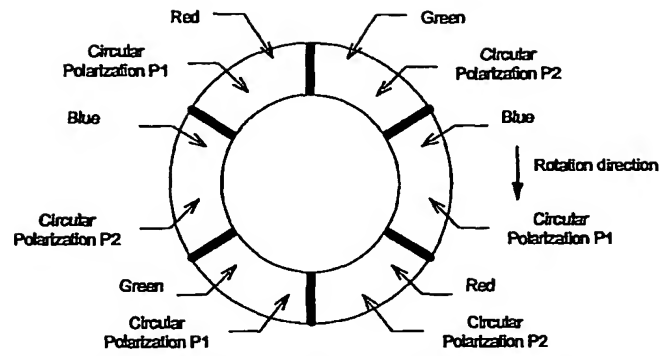 Red
Green
Circular
Polarization P1
Circular
Polarization P2
Blue
Blue
Rotation direction
Circular
Polarization P2
Circular
Polarization P1
Green
Red
Circular
Polarization P1
Circular
Polarization P2